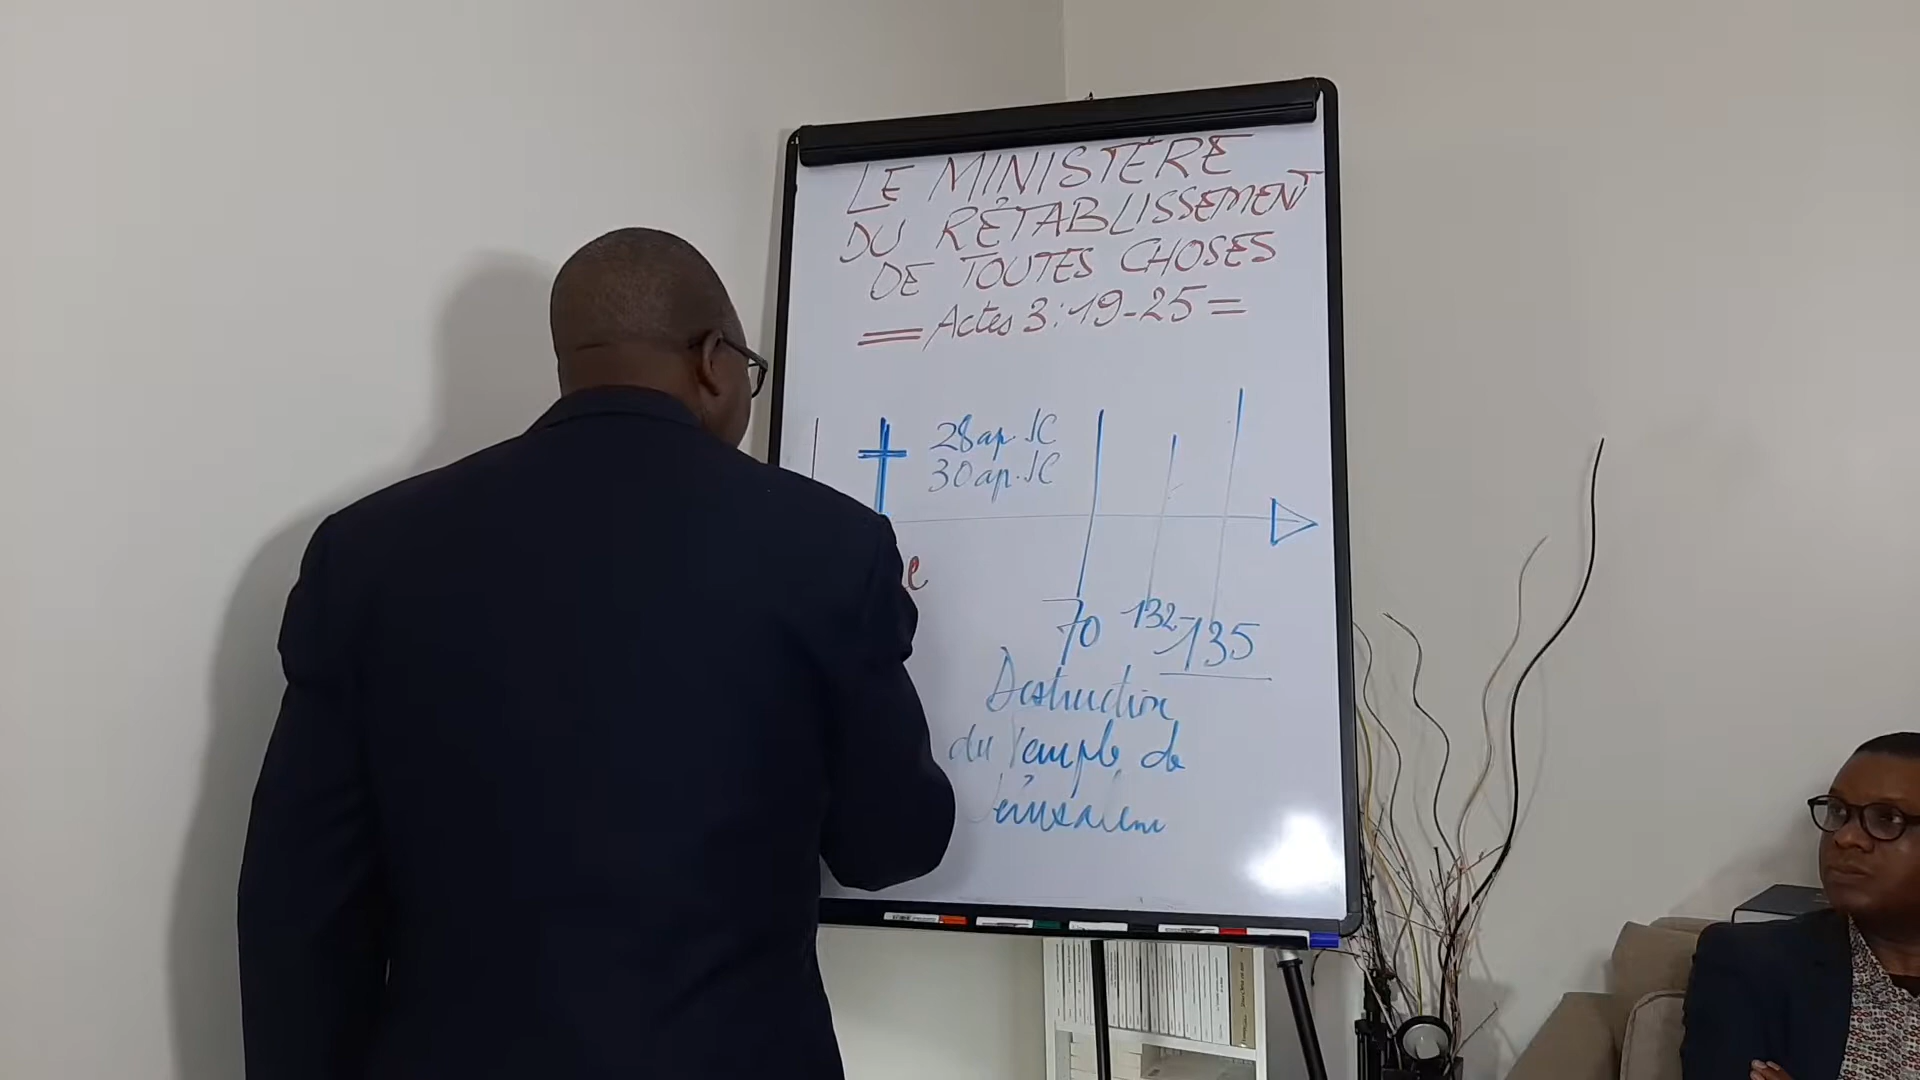 LE MINISTÈRE
DU RÉTABLISSEMENT
DE TOUTES CHOSES
= Actes 3:19-25 =
28 ap. JC
30 ap. JC
70
132-135
Destruction
du Temple de
Jérusalem